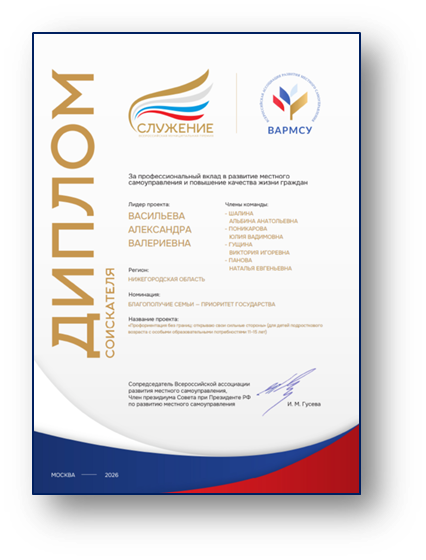 ДИПЛОМ
СОИСКАТЕЛЯ
СЛУЖЕНИЕ
ВАРМСУ
За профессиональный вклад в развитие местного
самоуправления и повышение качества жизни граждан
Лидер проекта:
ВАСИЛЬЕВА
АЛЕКСАНДРА
ВАЛЕРИЕВНА
Члены команды:
- ШАЛИНА
АЛЬБИНА АНАТОЛЬЕВНА
- ПОНИКАРОВА
ЮЛИЯ ВАДИМОВНА
- ГУЩИНА
ВИКТОРИЯ ИГОРЕВНА
- ПАНОВА
НАТАЛЬЯ ЕВГЕНЬЕВНА
Регион:
НИЖЕГОРОДСКАЯ ОБЛАСТЬ
Номинация:
БЛАГОПОЛУЧИЕ СЕМЬИ – ПРИОРИТЕТ ГОСУДАРСТВА
Название проекта:
«Профориентация без границ: открываю свои сильные стороны» (для детей подросткового
возраста с особыми образовательными потребностями 11-16 лет)
Сопредседатель Всероссийской ассоциации
развития местного самоуправления,
Член президиума Совета при Президенте РФ
по развитию местного самоуправления
И. М. Гусева
МОСКВА
2026